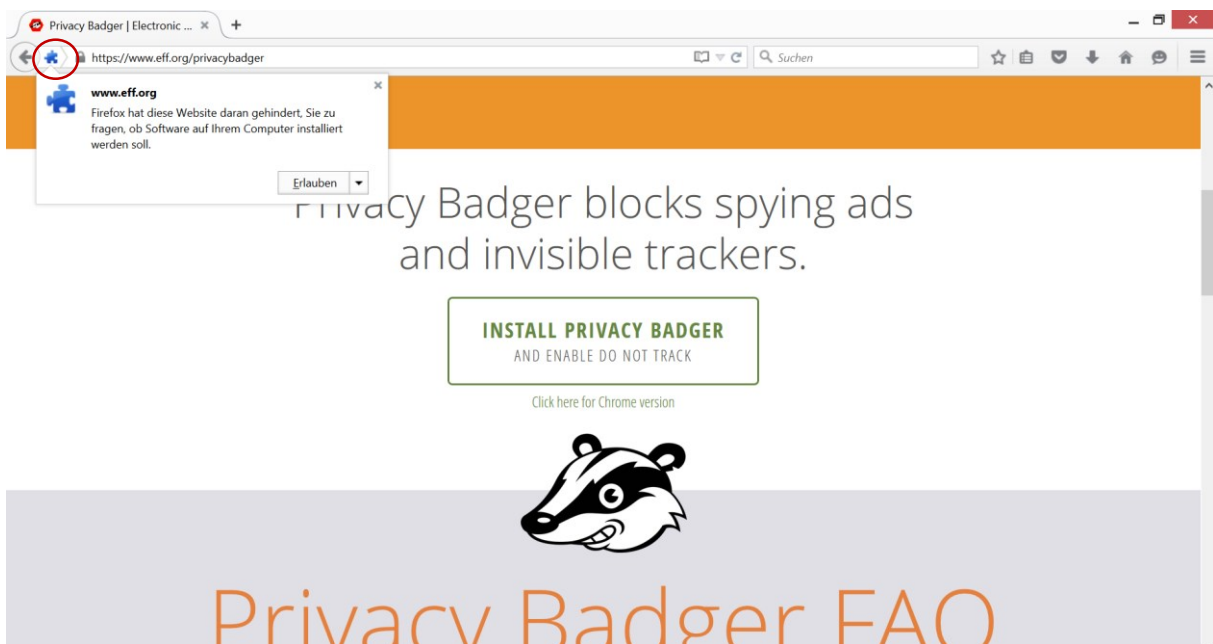 Privacy Badger | Electronic ...
https://www.eff.org/privacybadger
Suchen
www.eff.org
Firefox hat diese Website daran gehindert, Sie zu
fragen, ob Software auf Ihrem Computer installiert
werden soll.
Erlauben
Privacy Badger blocks spying ads
and invisible trackers.
INSTALL PRIVACY BADGER
AND ENABLE DO NOT TRACK
Click here for Chrome version
Privacy Badger FAQ